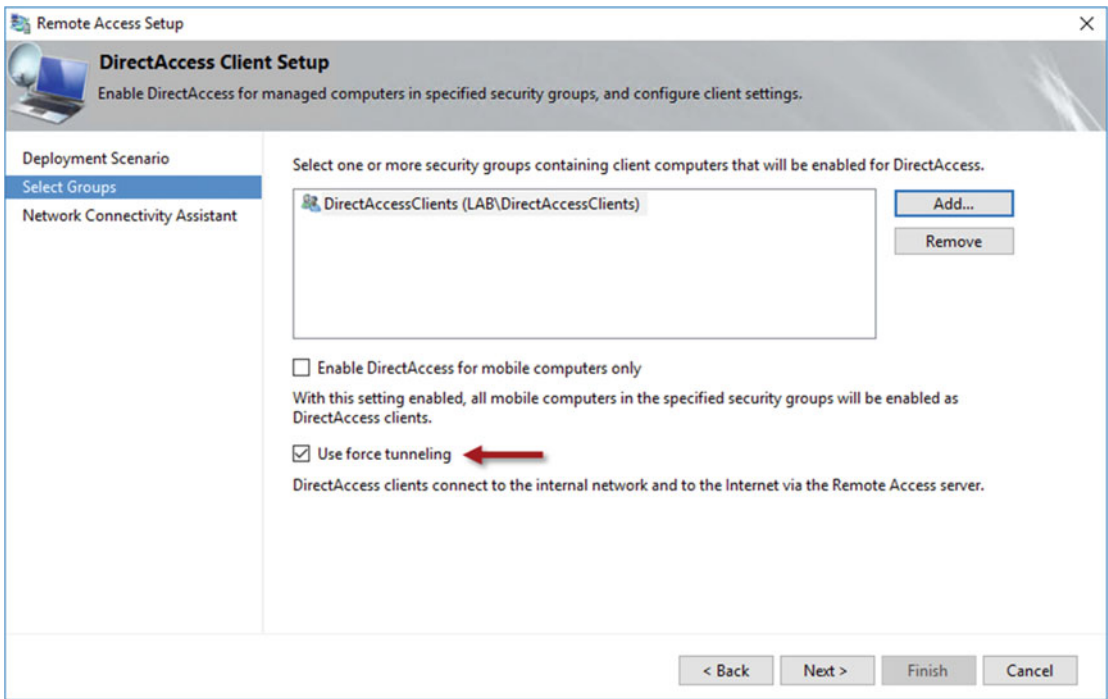 Remote Access Setup
DirectAccess Client Setup
Enable DirectAccess for managed computers in specified security groups, and configure client settings.
Deployment Scenario
Select Groups
Network Connectivity Assistant
Select one or more security groups containing client computers that will be enabled for DirectAccess.
DirectAccessClients (LAB\DirectAccessClients)
Add...
Remove
Enable DirectAccess for mobile computers only
With this setting enabled, all mobile computers in the specified security groups will be enabled as
DirectAccess clients.
Use force tunneling
DirectAccess clients connect to the internal network and to the Internet via the Remote Access server.
< Back
Next >
Finish
Cancel